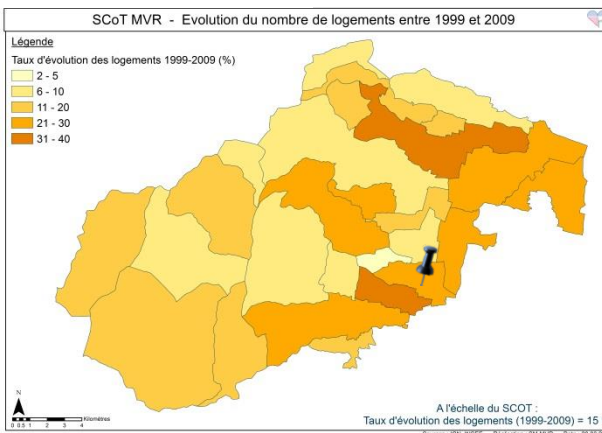 SCoT MVR - Evolution du nombre de logements entre 1999 et 2009
Légende
Taux d'évolution des logements 1999-2009 (%)
2 - 5
6 - 10
11 - 20
21 - 30
31 - 40
N
0 0.5 1 2 3 4 Kilomètres
A l'échelle du SCOT :
Taux d'évolution des logements (1999-2009) = 15